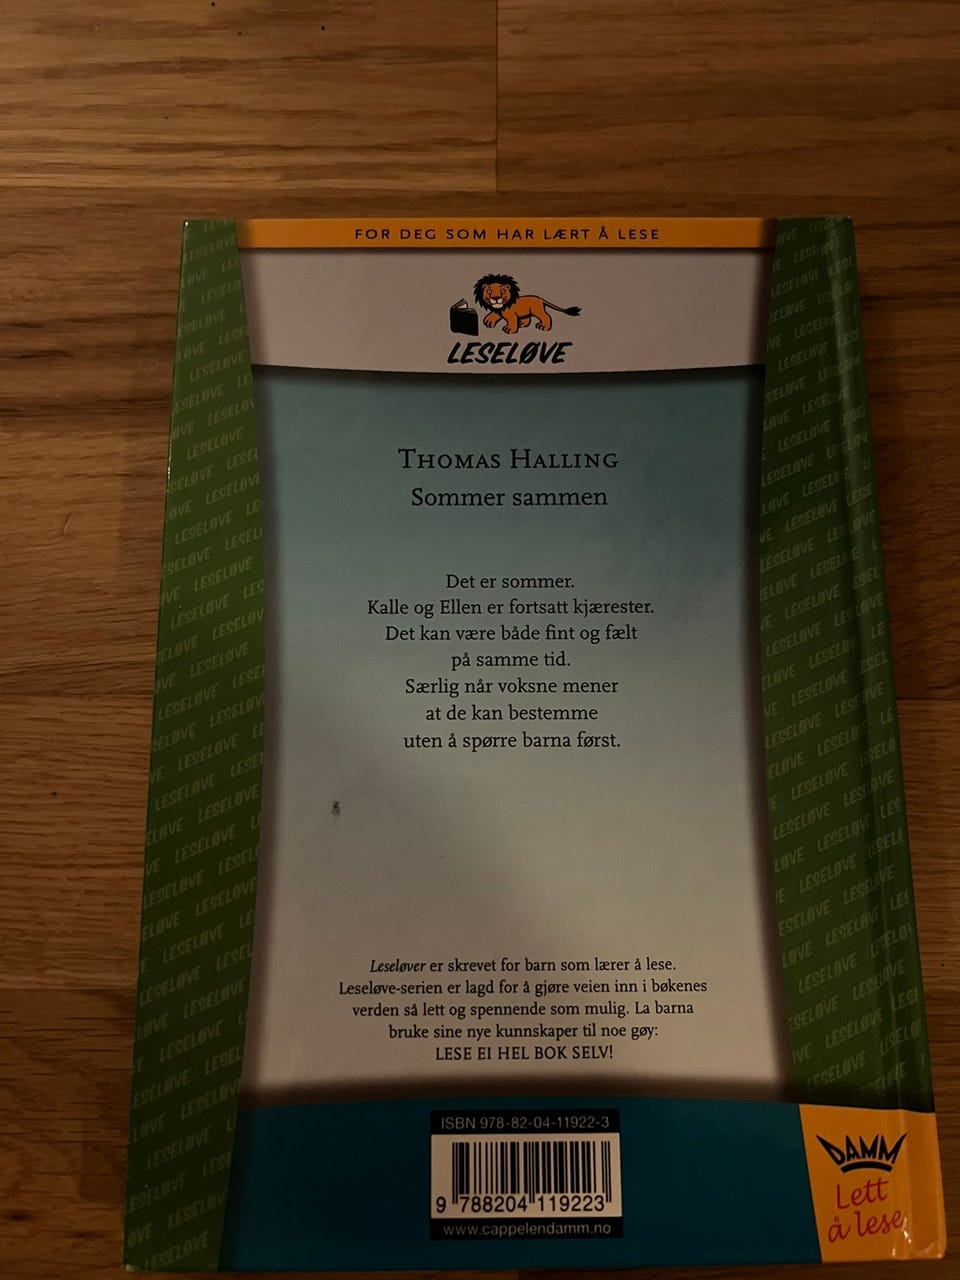 FOR DEG SOM HAR LÆRT Å LESE
LESELØVE
THOMAS HALLING
Sommer sammen
Det er sommer.
Kalle og Ellen er fortsatt kjærester.
Det kan være både fint og fælt
på samme tid.
Særlig når voksne mener
at de kan bestemme
uten å spørre barna først.
Leseløver er skrevet for barn som lærer å lese.
Leseløve-serien er lagd for å gjøre veien inn i bøkenes
verden så lett og spennende som mulig. La barna
bruke sine nye kunnskaper til noe gøy:
LESE EI HEL BOK SELV!
ISBN 978-82-04-11922-3
9 788204 119223
www.cappelendamm.no
DAMM
Lett
å lese